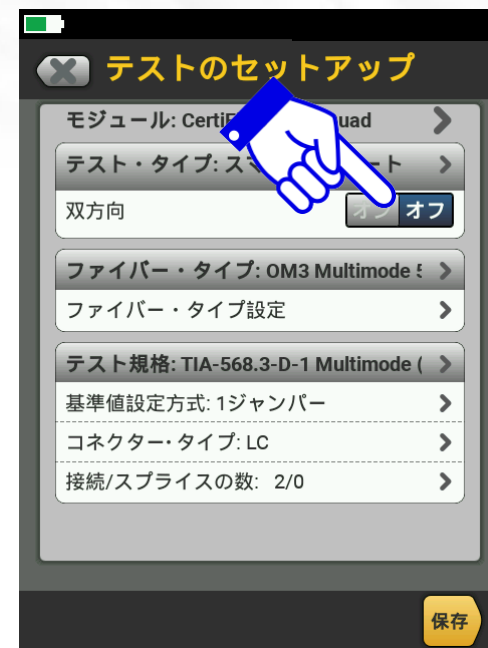 テストのセットアップ
モジュール: CertiF uad
テスト・タイプ: ス ート
双方向 オフ
ファイバー・タイプ: OM3 Multimode 5
ファイバー・タイプ設定
テスト規格: TIA-568.3-D-1 Multimode (
基準値設定方式: 1ジャンパー
コネクター・タイプ: LC
接続/スプライスの数: 2/0
保存